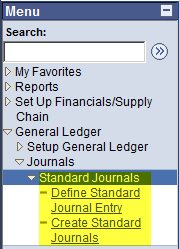 Menu
Search:
My Favorites
Reports
Set Up Financials/Supply
Chain
General Ledger
Setup General Ledger
Journals
Standard Journals
Define Standard
Journal Entry
Create Standard
Journals